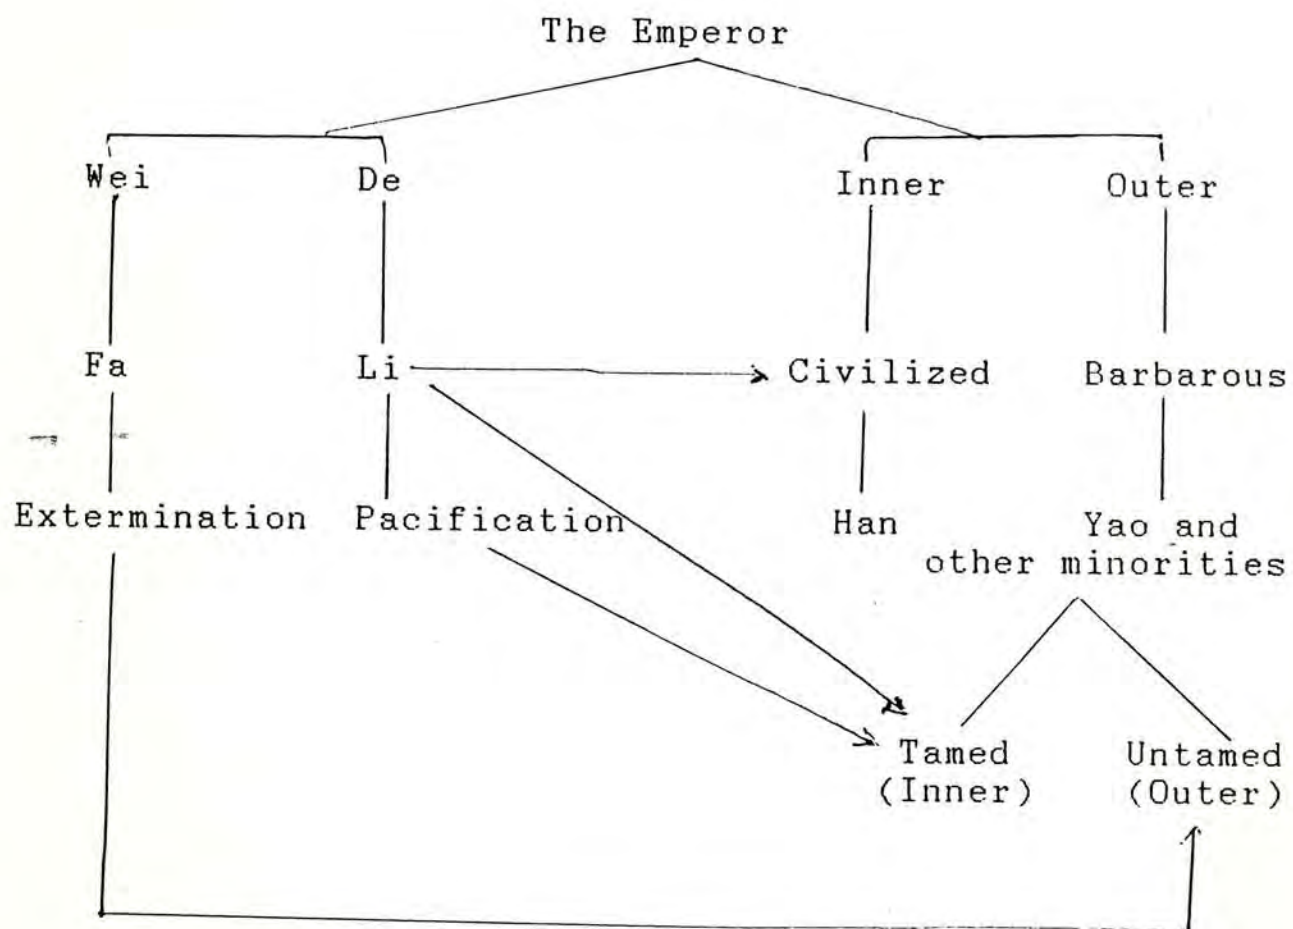 The Emperor
Wei De Inner Outer
Fa Li Civilized Barbarous
Extermination Pacification Han Yao and
other minorities
Tamed Untamed
(Inner) (Outer)